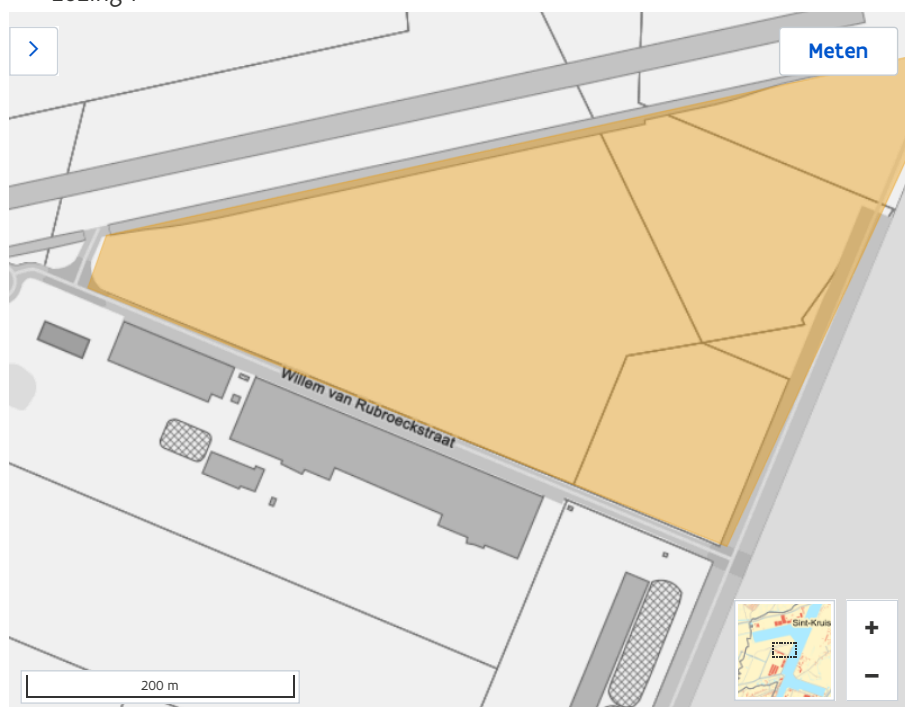 >
Meten
Willem van Rubroeckstraat
Sint-Kruis
200 m
+
−